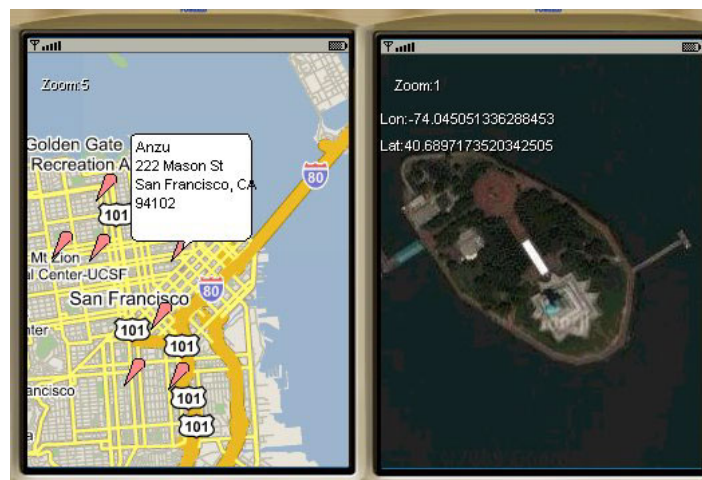 Zoom:5
Golden Gate
Recreation A
Anzu
222 Mason St
San Francisco, CA
94102
80
101
Mt Zion
al Center-UCSF
San Francisco
80
101
101
nter
ancisco
101
101
Zoom:1
Lon:-74.045051336288453
Lat:40.6897173520342505